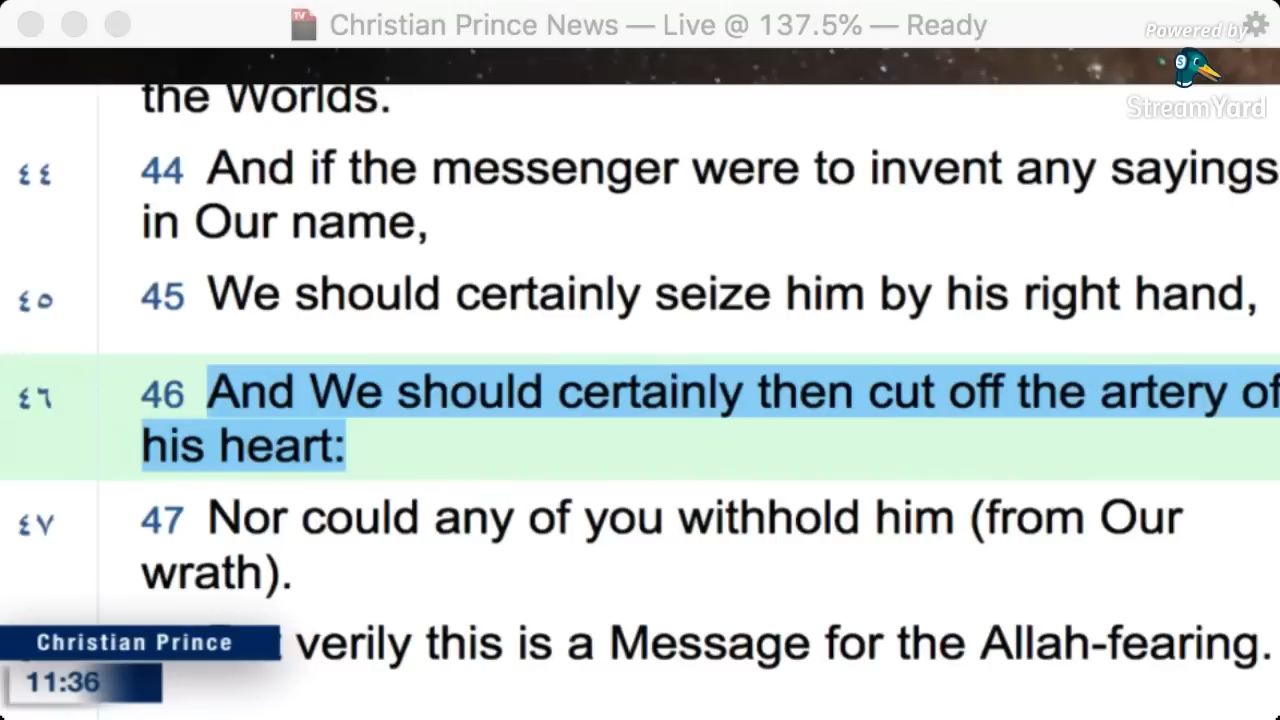 Christian Prince News — Live @ 137.5% — Ready
Powered by
StreamYard
the Worlds.
٤٤ 44 And if the messenger were to invent any sayings
in Our name,
٤٥ 45 We should certainly seize him by his right hand,
٤٦ 46 And We should certainly then cut off the artery of
his heart:
٤٧ 47 Nor could any of you withhold him (from Our
wrath).
verily this is a Message for the Allah-fearing.
Christian Prince
11:36